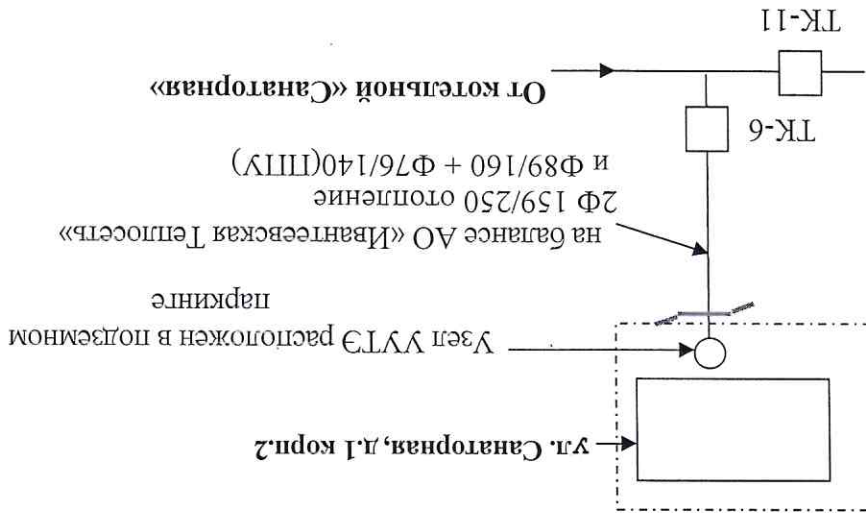 ул. Санаторная, д.1 корп.2
Узел УУТЭ расположен в подземном
паркинге
на балансе АО «Ивантеевская Теплосеть»
2Ф 159/250 отопление
и Ф89/160 + Ф76/140(ППУ)
ТК-6
От котельной «Санаторная»
ТК-11